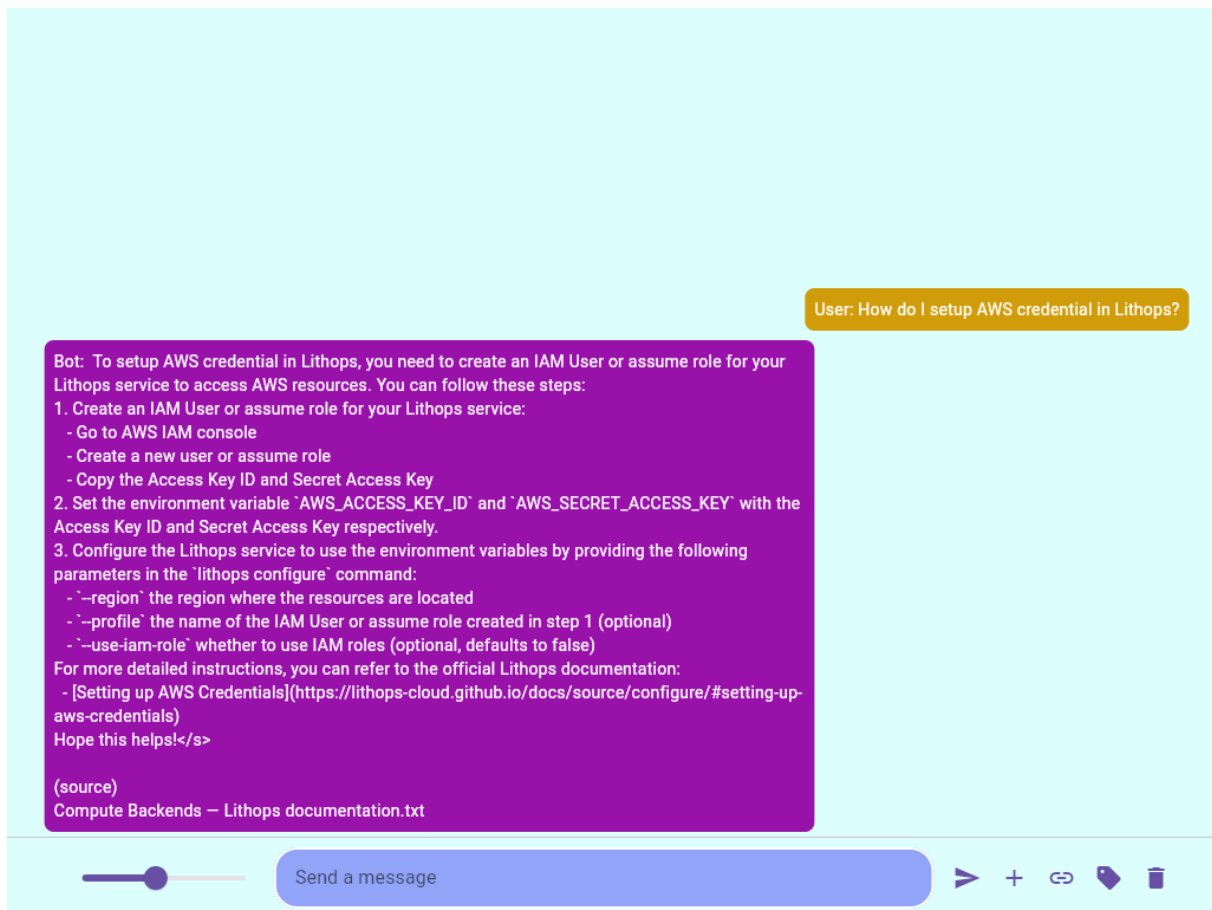 User: How do I setup AWS credential in Lithops?
Bot:  To setup AWS credential in Lithops, you need to create an IAM User or assume role for your
Lithops service to access AWS resources. You can follow these steps:
1. Create an IAM User or assume role for your Lithops service:
   - Go to AWS IAM console
   - Create a new user or assume role
   - Copy the Access Key ID and Secret Access Key
2. Set the environment variable `AWS_ACCESS_KEY_ID` and `AWS_SECRET_ACCESS_KEY` with the
Access Key ID and Secret Access Key respectively.
3. Configure the Lithops service to use the environment variables by providing the following
parameters in the `lithops configure` command:
   - `--region` the region where the resources are located
   - `--profile` the name of the IAM User or assume role created in step 1 (optional)
   - `--use-iam-role` whether to use IAM roles (optional, defaults to false)
For more detailed instructions, you can refer to the official Lithops documentation:
  - [Setting up AWS Credentials](https://lithops-cloud.github.io/docs/source/configure/#setting-up-
aws-credentials)
Hope this helps!</s>

(source)
Compute Backends — Lithops documentation.txt
Send a message